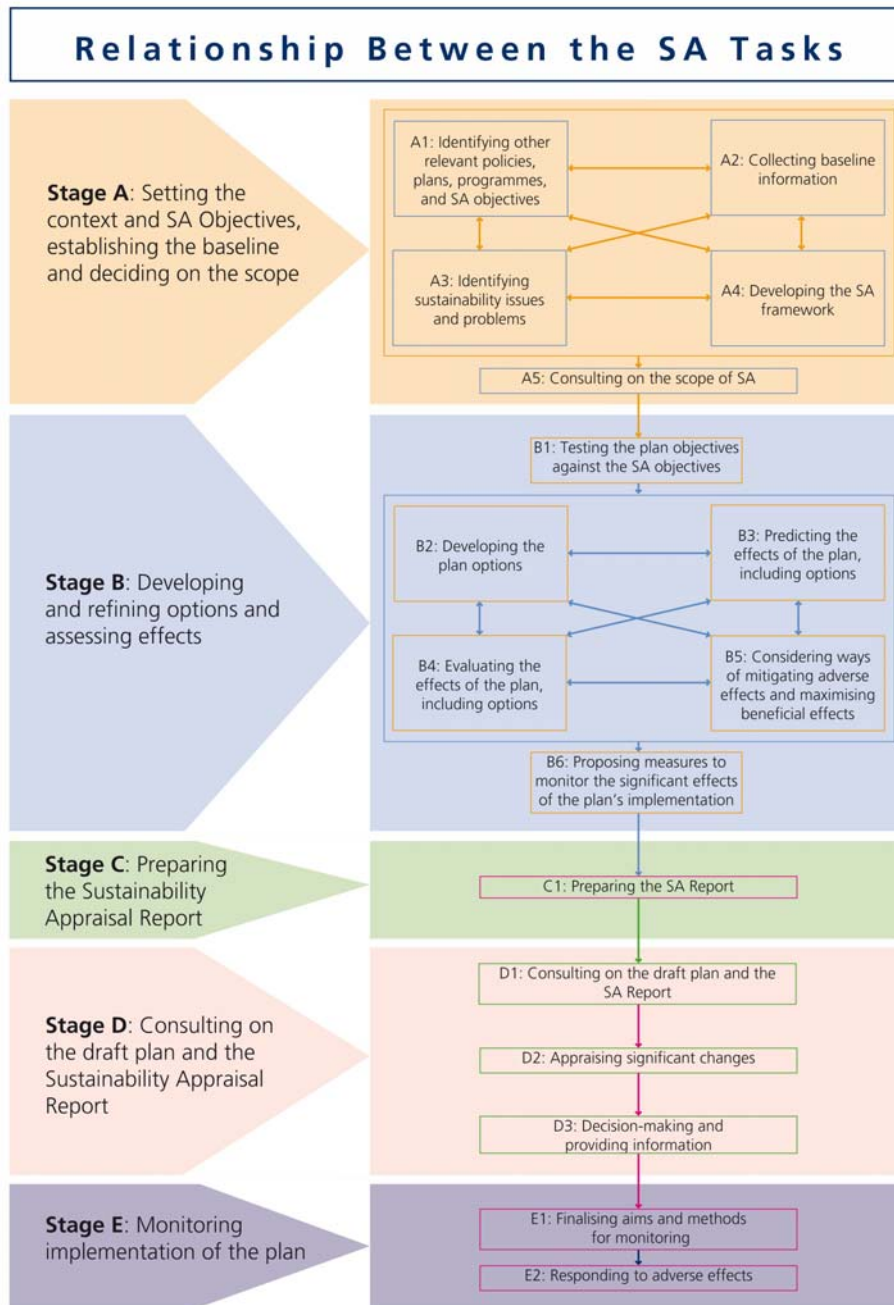 Relationship Between the SA Tasks
Stage A: Setting the
context and SA Objectives,
establishing the baseline
and deciding on the scope
A1: Identifying other
relevant policies,
plans, programmes,
and SA objectives
A2: Collecting baseline
information
A3: Identifying
sustainability issues
and problems
A4: Developing the SA
framework
A5: Consulting on the scope of SA
Stage B: Developing
and refining options and
assessing effects
B1: Testing the plan objectives
against the SA objectives
B2: Developing the
plan options
B3: Predicting the
effects of the plan,
including options
B4: Evaluating the
effects of the plan,
including options
B5: Considering ways
of mitigating adverse
effects and maximising
beneficial effects
B6: Proposing measures to
monitor the significant effects
of the plan's implementation
Stage C: Preparing
the Sustainability
Appraisal Report
C1: Preparing the SA Report
Stage D: Consulting on
the draft plan and the
Sustainability Appraisal
Report
D1: Consulting on the draft plan and the
SA Report
D2: Appraising significant changes
D3: Decision-making and
providing information
Stage E: Monitoring
implementation of the plan
E1: Finalising aims and methods
for monitoring
E2: Responding to adverse effects